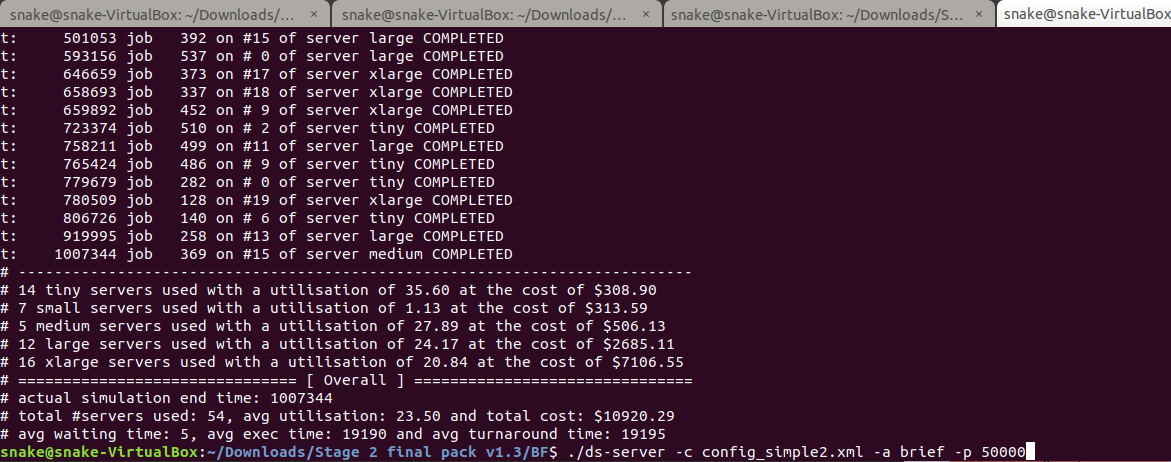 snake@snake-VirtualBox: ~/Downloads/... × snake@snake-VirtualBox: ~/Downloads/... × snake@snake-VirtualBox: ~/Downloads/S... × snake@snake-VirtualBox
t:     501053 job   392 on #15 of server large COMPLETED
t:     593156 job   537 on # 0 of server large COMPLETED
t:     646659 job   373 on #17 of server xlarge COMPLETED
t:     658693 job   337 on #18 of server xlarge COMPLETED
t:     659892 job   452 on # 9 of server xlarge COMPLETED
t:     723374 job   510 on # 2 of server tiny COMPLETED
t:     758211 job   499 on #11 of server large COMPLETED
t:     765424 job   486 on # 9 of server tiny COMPLETED
t:     779679 job   282 on # 0 of server tiny COMPLETED
t:     780509 job   128 on #19 of server xlarge COMPLETED
t:     806726 job   140 on # 6 of server tiny COMPLETED
t:     919995 job   258 on #13 of server large COMPLETED
t:    1007344 job   369 on #15 of server medium COMPLETED
# ---------------------------------------------------------------------------
# 14 tiny servers used with a utilisation of 35.60 at the cost of $308.90
# 7 small servers used with a utilisation of 1.13 at the cost of $313.59
# 5 medium servers used with a utilisation of 27.89 at the cost of $506.13
# 12 large servers used with a utilisation of 24.17 at the cost of $2685.11
# 16 xlarge servers used with a utilisation of 20.84 at the cost of $7106.55
# =============================== [ Overall ] ===============================
# actual simulation end time: 1007344
# total #servers used: 54, avg utilisation: 23.50 and total cost: $10920.29
# avg waiting time: 5, avg exec time: 19190 and avg turnaround time: 19195
snake@snake-VirtualBox:~/Downloads/Stage 2 final pack v1.3/BF$ ./ds-server -c config_simple2.xml -a brief -p 50000